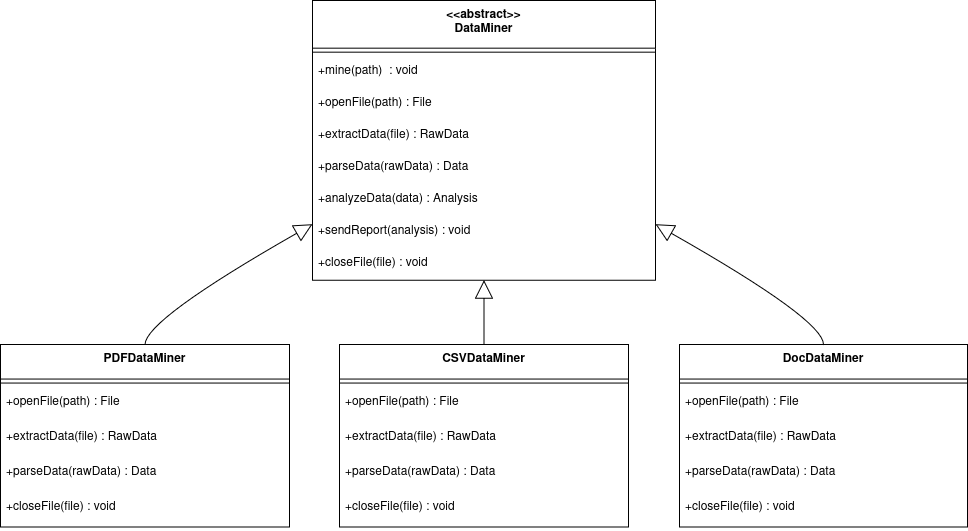 <<abstract>>
DataMiner
+mine(path)  : void
+openFile(path) : File
+extractData(file) : RawData
+parseData(rawData) : Data
+analyzeData(data) : Analysis
+sendReport(analysis) : void
+closeFile(file) : void
PDFDataMiner
+openFile(path) : File
+extractData(file) : RawData
+parseData(rawData) : Data
+closeFile(file) : void
CSVDataMiner
+openFile(path) : File
+extractData(file) : RawData
+parseData(rawData) : Data
+closeFile(file) : void
DocDataMiner
+openFile(path) : File
+extractData(file) : RawData
+parseData(rawData) : Data
+closeFile(file) : void